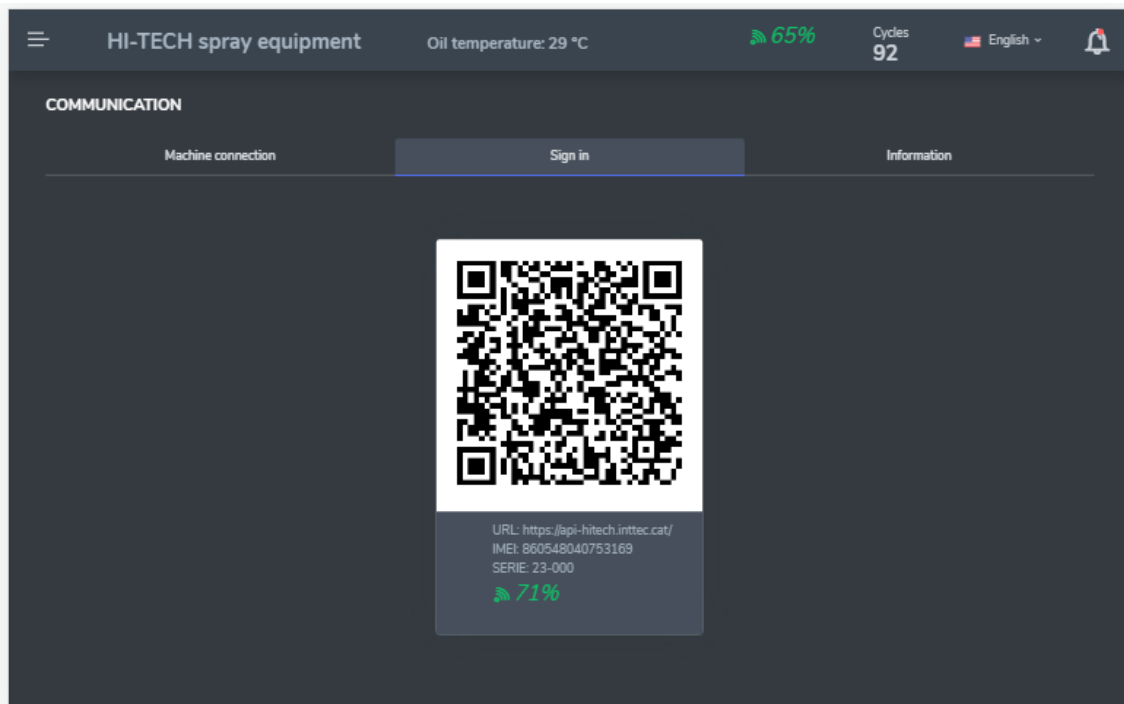 HI-TECH spray equipment
Oil temperature: 29 °C
65%
Cycles
92
English
COMMUNICATION
Machine connection
Sign in
Information
URL: https://api-hitech.inttec.cat/
IMEI: 860548040753169
SERIE: 23-000
71%